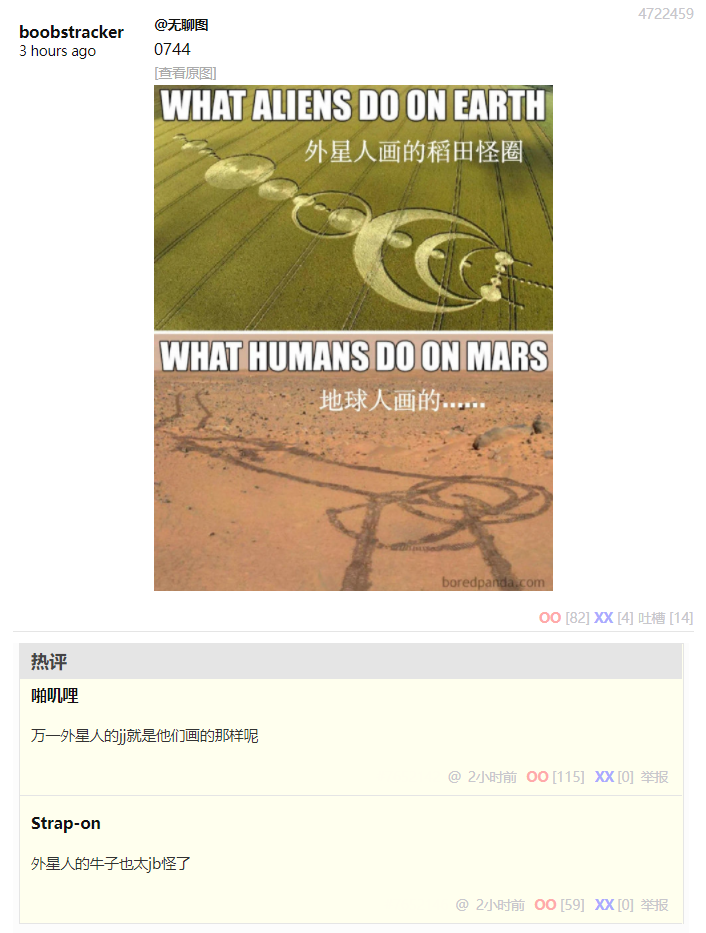 4722459
boobstracker
3 hours ago
@无聊图
0744
[查看原图]
WHAT ALIENS DO ON EARTH
外星人画的稻田怪圈
WHAT HUMANS DO ON MARS
地球人画的……
boredpanda.com
OO [82] XX [4] 吐槽 [14]
热评
啪叽哩
万一外星人的jj就是他们画的那样呢
@ 2小时前 OO [115] XX [0] 举报
Strap-on
外星人的牛子也太jb怪了
@ 2小时前 OO [59] XX [0] 举报